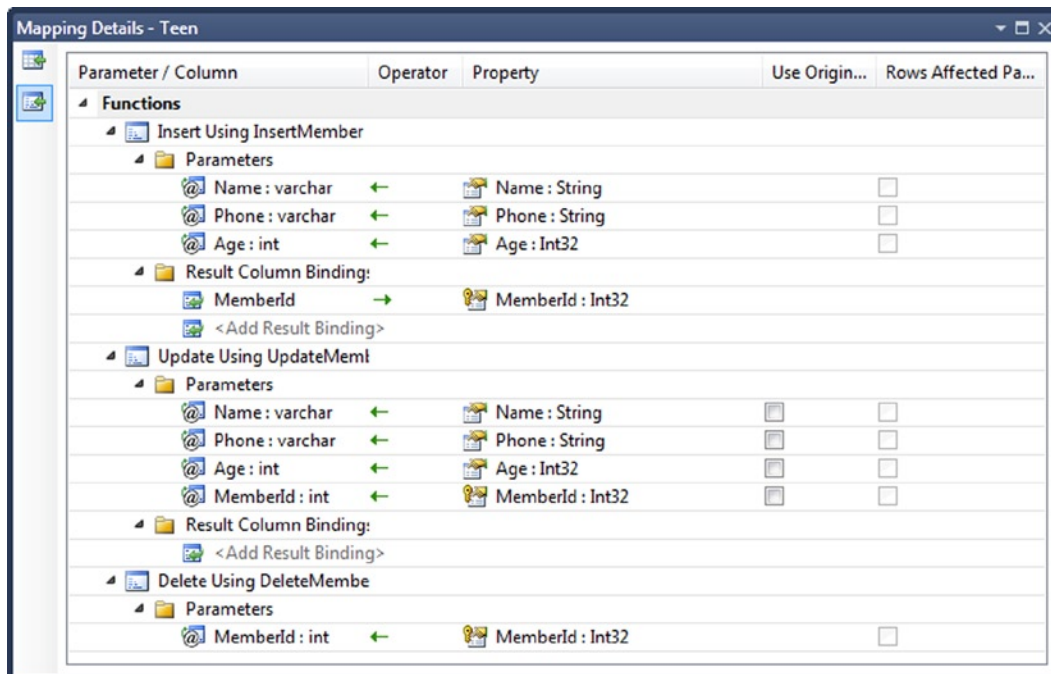 Mapping Details - Teen
Parameter / Column Operator Property Use Origin... Rows Affected Pa...
Functions
Insert Using InsertMember
Parameters
Name : varchar ← Name : String
Phone : varchar ← Phone : String
Age : int ← Age : Int32
Result Column Bindings
MemberId → MemberId : Int32
<Add Result Binding>
Update Using UpdateMemb
Parameters
Name : varchar ← Name : String
Phone : varchar ← Phone : String
Age : int ← Age : Int32
MemberId : int ← MemberId : Int32
Result Column Bindings
<Add Result Binding>
Delete Using DeleteMembe
Parameters
MemberId : int ← MemberId : Int32